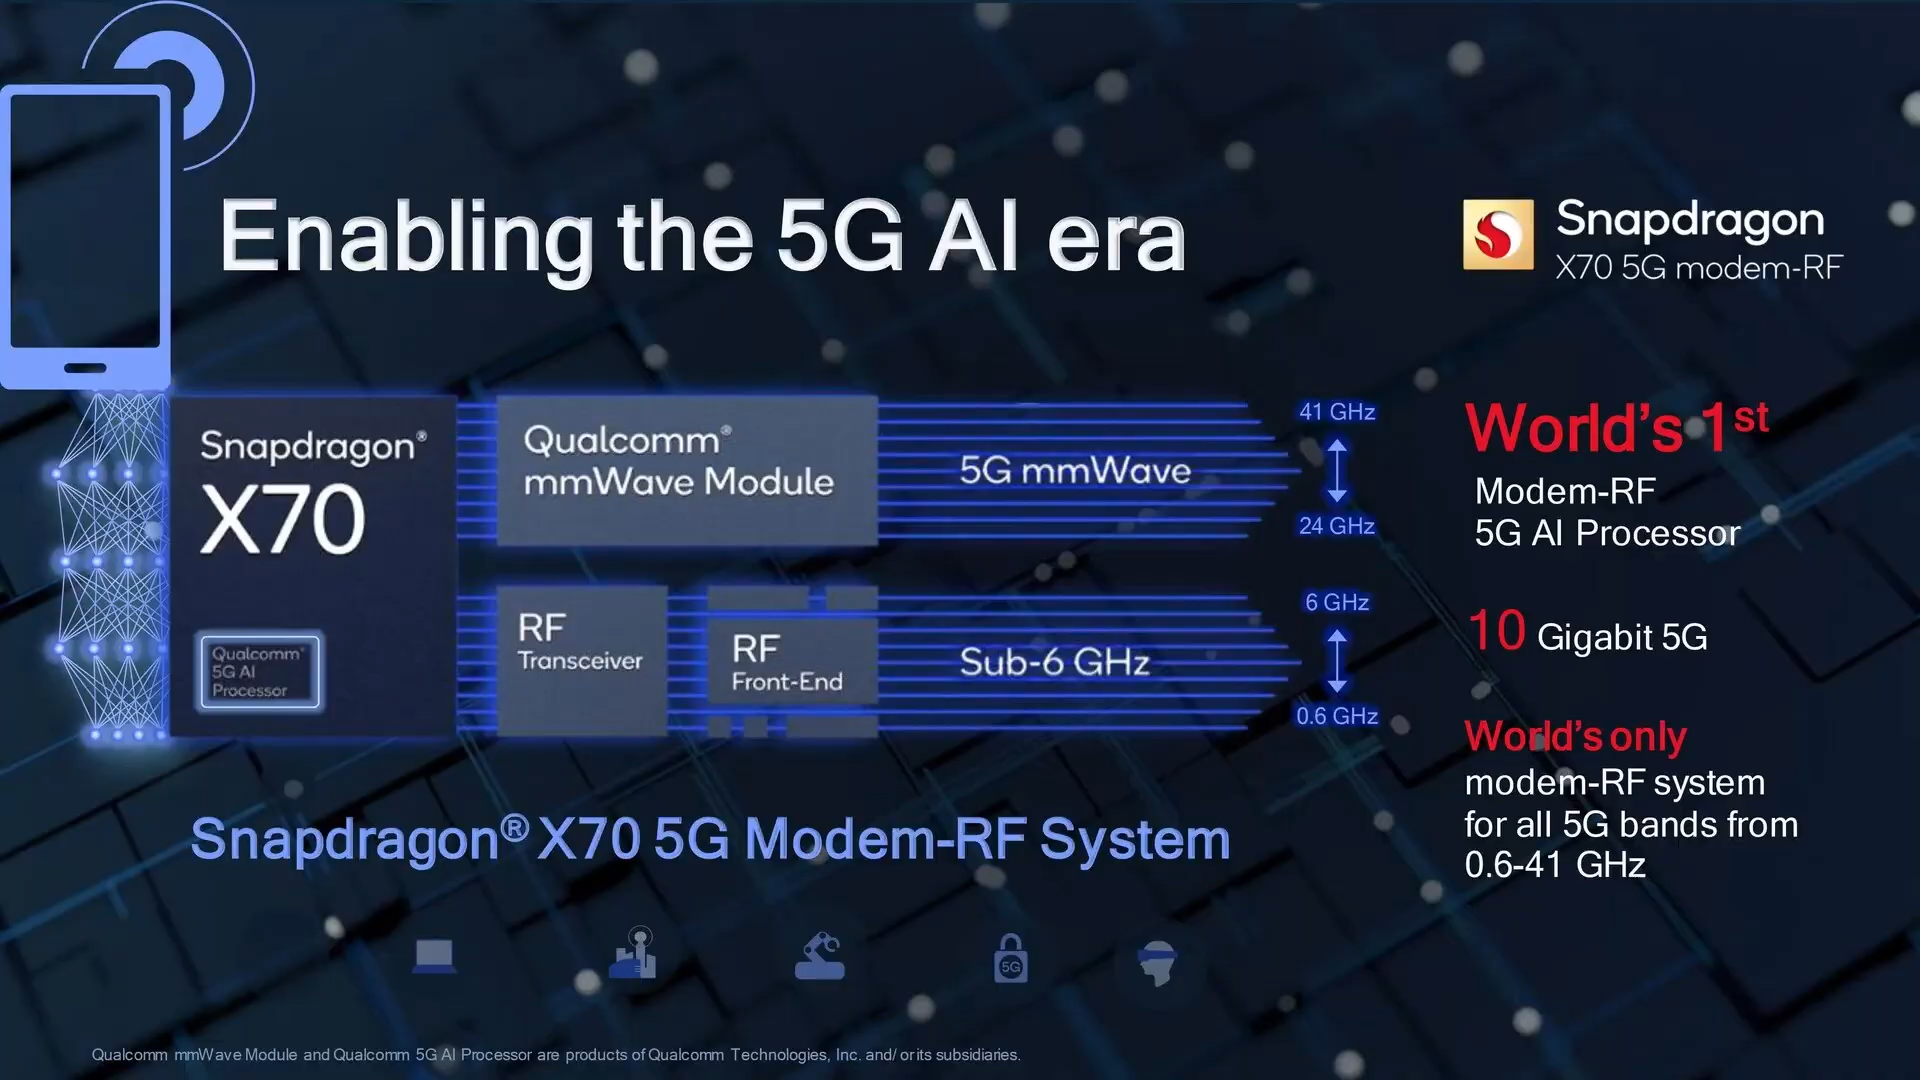 Enabling the 5G AI era
Snapdragon
X70 5G modem-RF
Snapdragon®
X70
Qualcomm®
5G AI
Processor
Qualcomm®
mmWave Module
5G mmWave
41 GHz
24 GHz
RF
Transceiver
RF
Front-End
Sub-6 GHz
6 GHz
0.6 GHz
World’s 1st
Modem-RF
5G AI Processor
10 Gigabit 5G
World’s only
modem-RF system
for all 5G bands from
0.6-41 GHz
Snapdragon® X70 5G Modem-RF System
5G
Qualcomm mmWave Module and Qualcomm 5G AI Processor are products of Qualcomm Technologies, Inc. and/ or its subsidiaries.